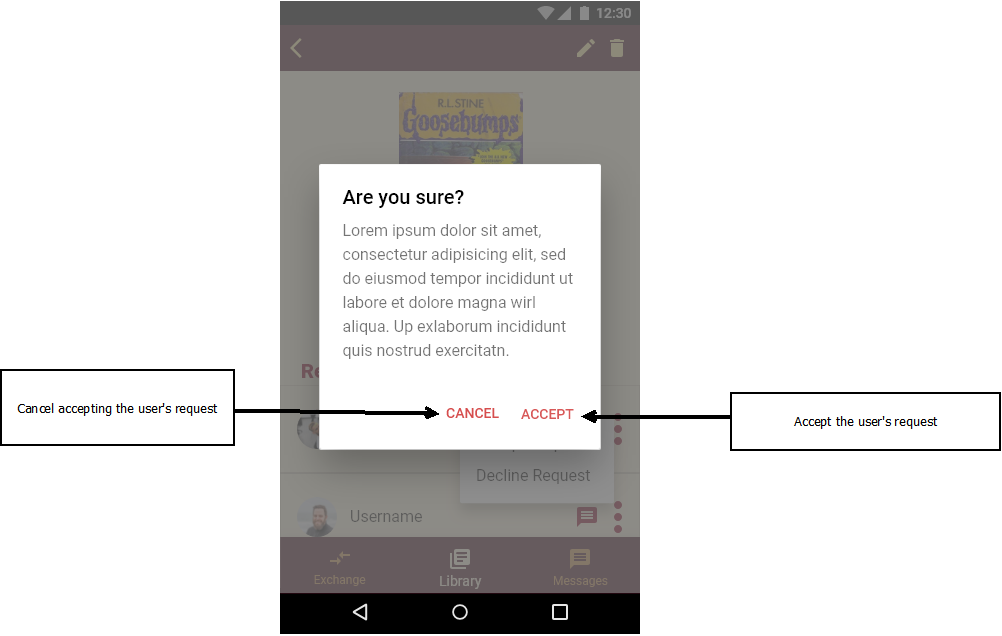 12:30
R.L.STINE
Goosebumps
Are you sure?
Lorem ipsum dolor sit amet,
consectetur adipisicing elit, sed
do eiusmod tempor incididunt ut
labore et dolore magna wirl
aliqua. Up exlaborum incididunt
quis nostrud exercitatn.
Re
Cancel accepting the user's request
CANCEL ACCEPT
Accept the user's request
Decline Request
Username
Exchange Library Messages